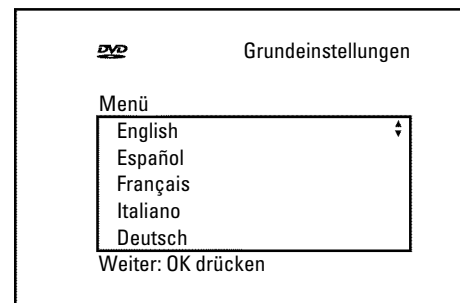 DVD Grundeinstellungen
Menü
English
Español
Français
Italiano
Deutsch
Weiter: OK drücken